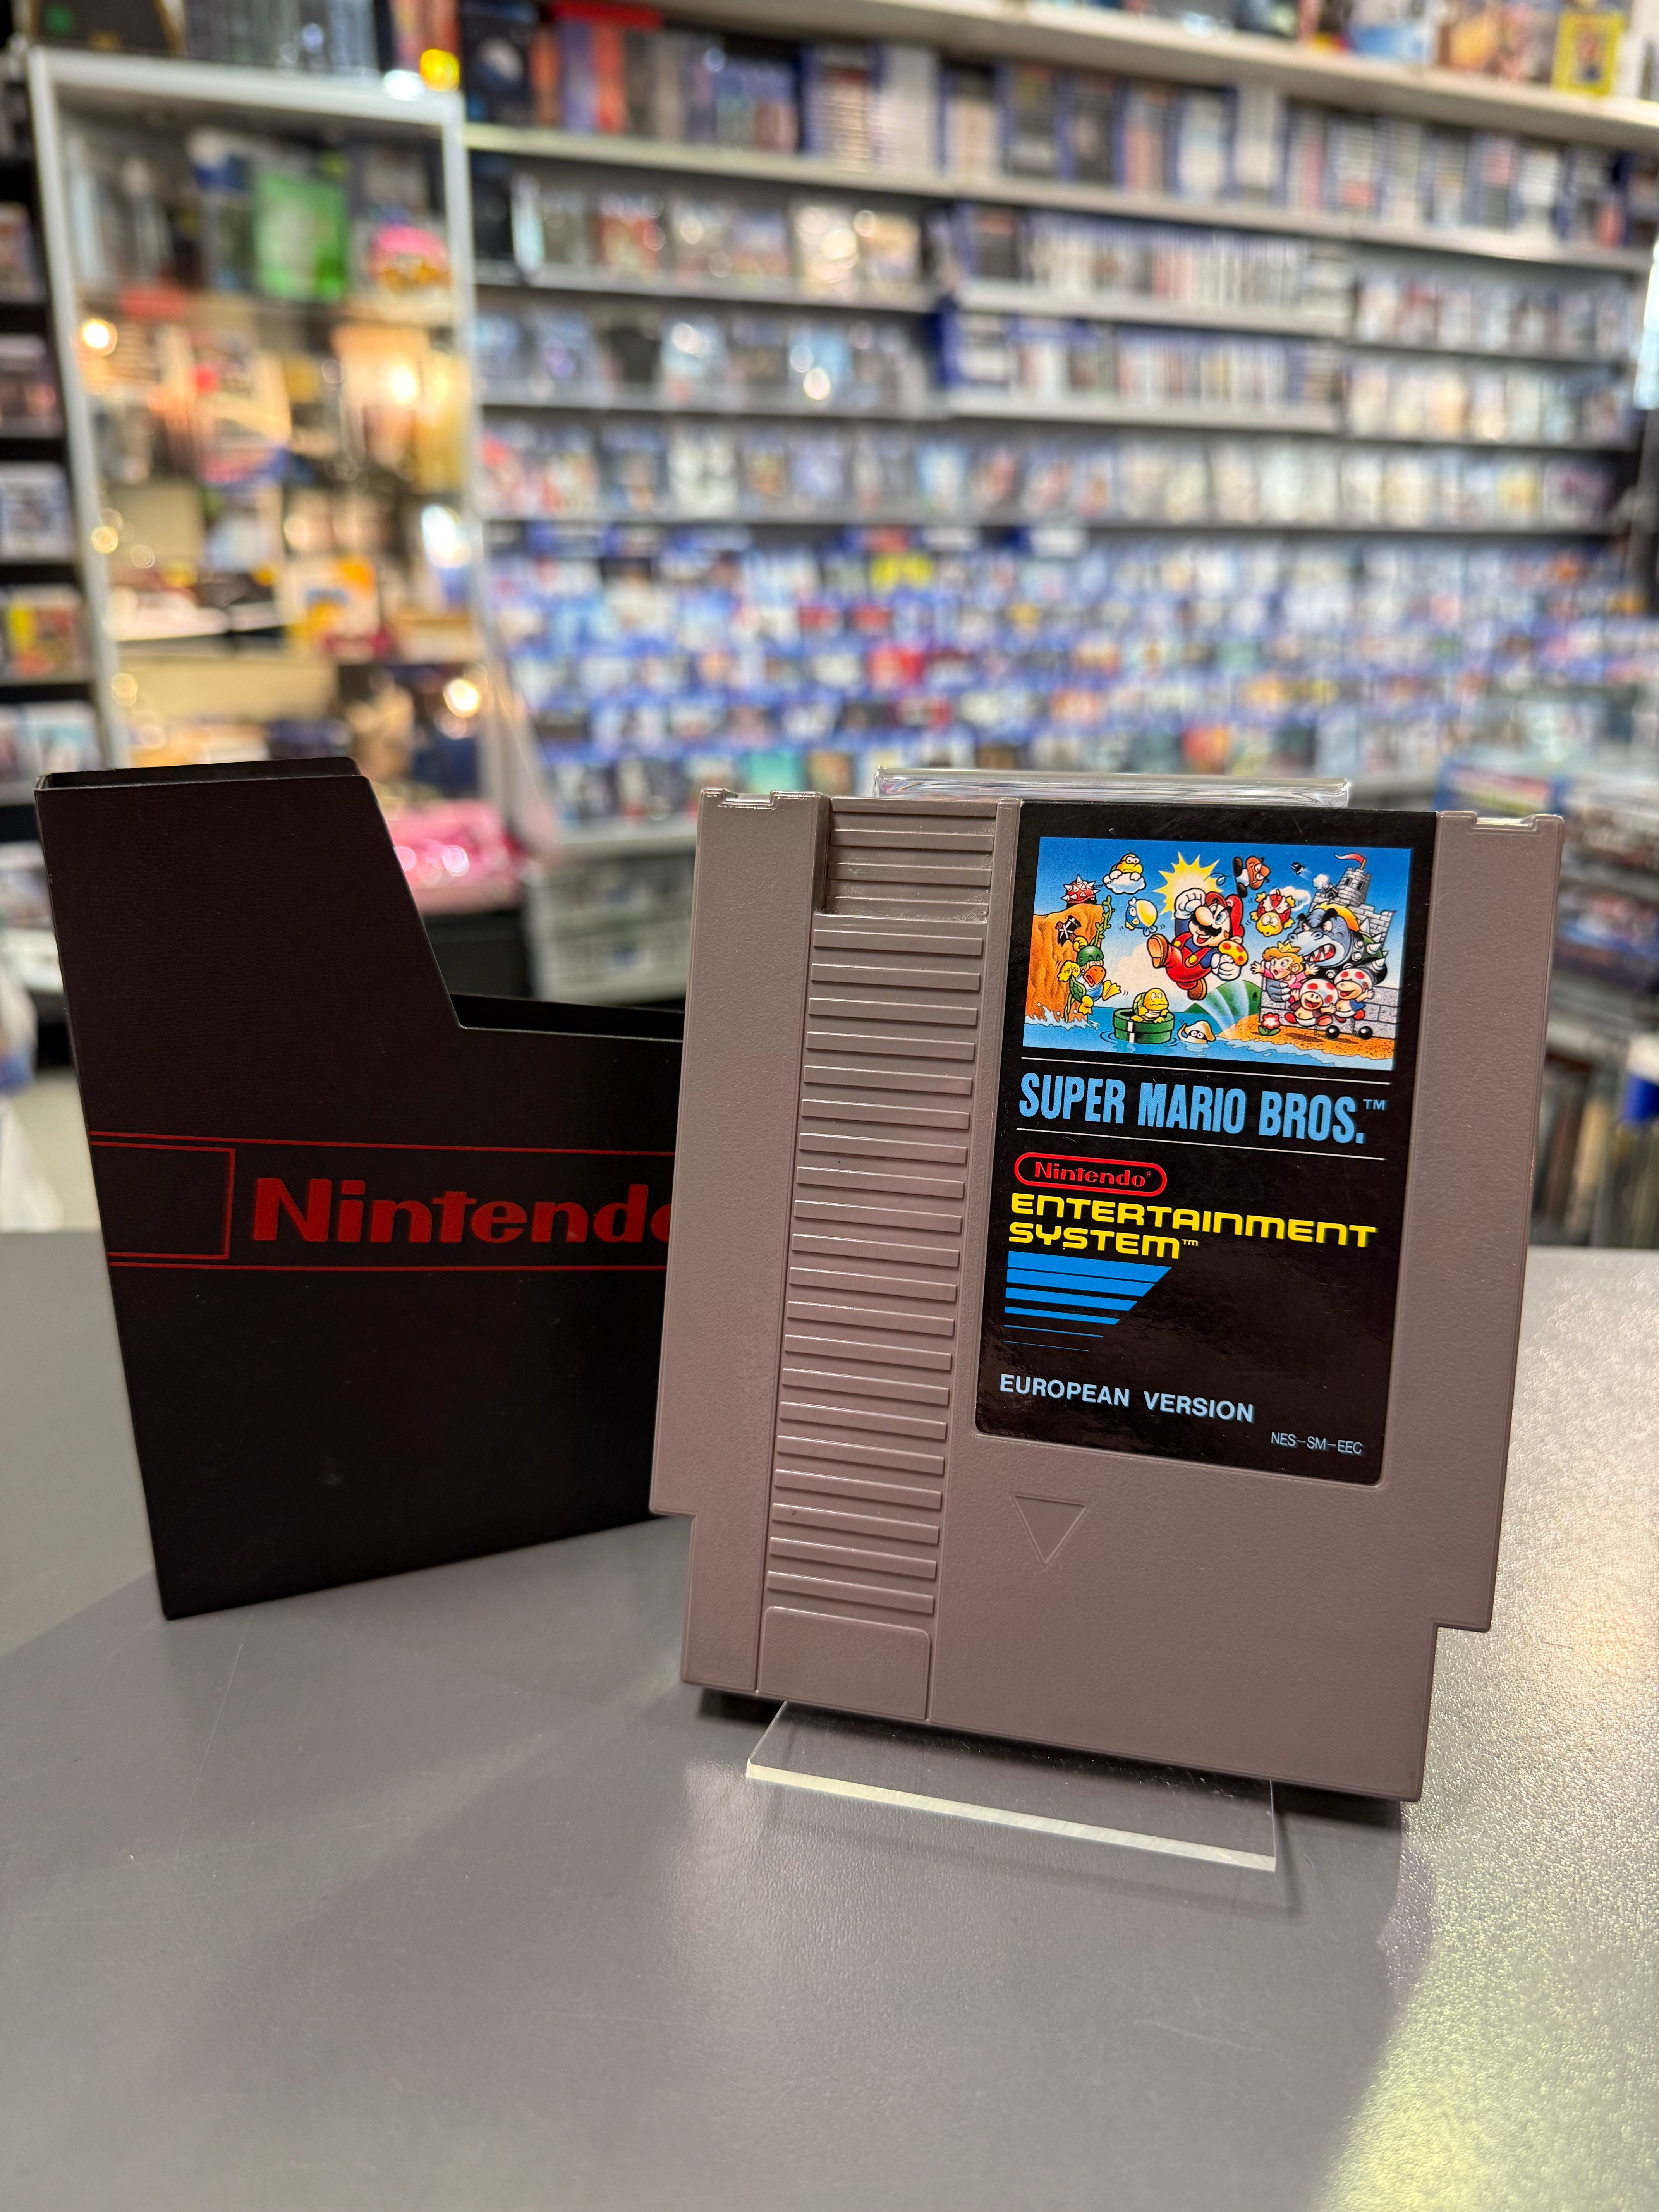 Nintendo
SUPER MARIO BROS.™
Nintendo®
ENTERTAINMENT
SYSTEM™
EUROPEAN VERSION
NES-SM-EEC